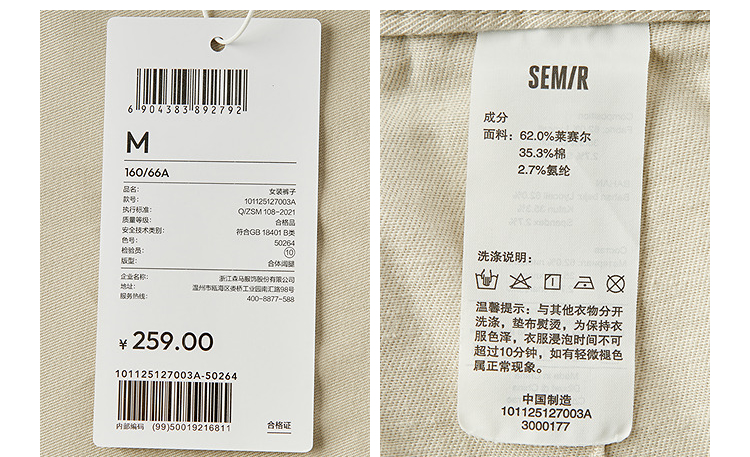 6 904383 892792
M
160/66A
品名: 女装裤子
款号: 101125127003A
执行标准: Q/ZSM 108-2021
质量等级: 合格品
安全技术类别: 符合GB 18401 B类
色号: 50264
检验员: 10
版型: 合体阔腿
企业名称: 浙江森马服饰股份有限公司
地址: 温州市瓯海区娄桥工业园南汇路98号
服务热线: 400-8877-588
¥ 259.00
101125127003A-50264
内部编码 (99)50019216811 合格证
SEM/R
成分
面料: 62.0%莱赛尔
35.3%棉
2.7%氨纶
洗涤说明:
温馨提示: 与其他衣物分开
洗涤, 垫布熨烫, 为保持衣
服色泽, 衣服浸泡时间不可
超过10分钟, 如有轻微褪色
属正常现象。
中国制造
101125127003A
3000177